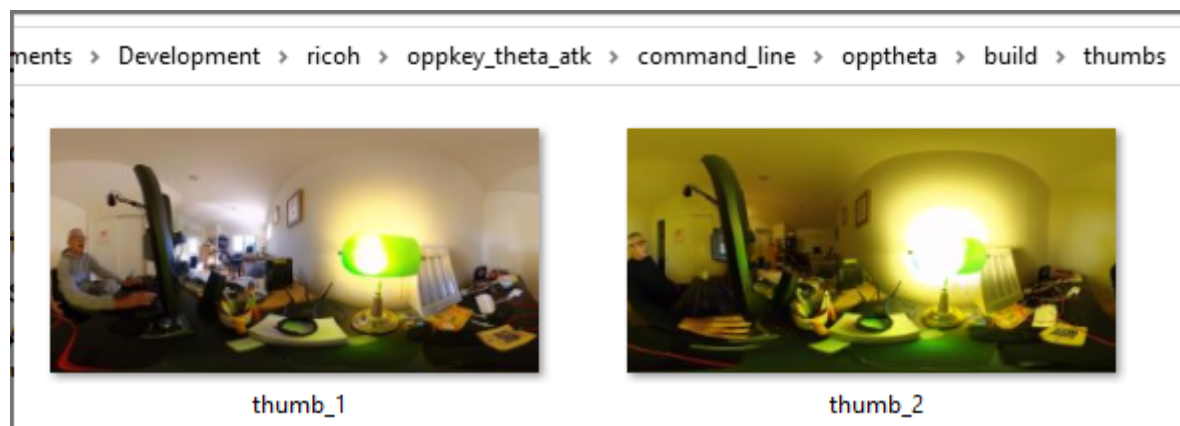 ments > Development > ricoh > oppkey_theta_atk > command_line > opptheta > build > thumbs
thumb_1
thumb_2